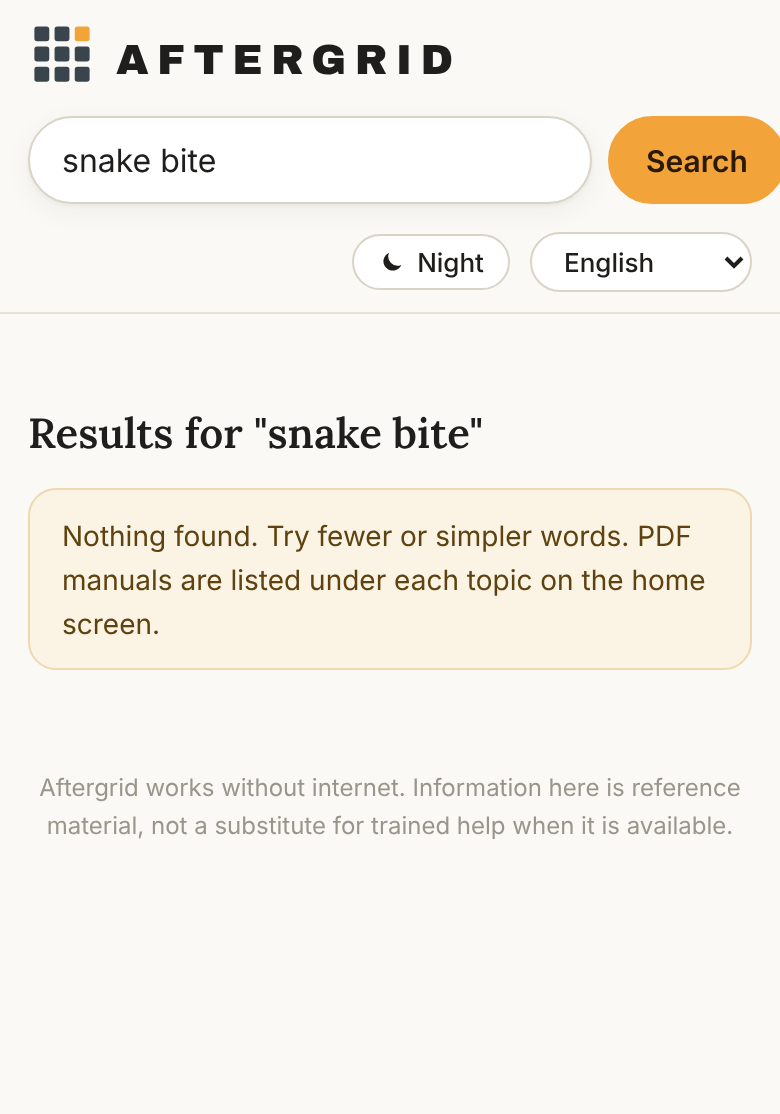 AFTERGRID
snake bite
Search
Night
English
Results for "snake bite"
Nothing found. Try fewer or simpler words. PDF
manuals are listed under each topic on the home
screen.
Aftergrid works without internet. Information here is reference
material, not a substitute for trained help when it is available.